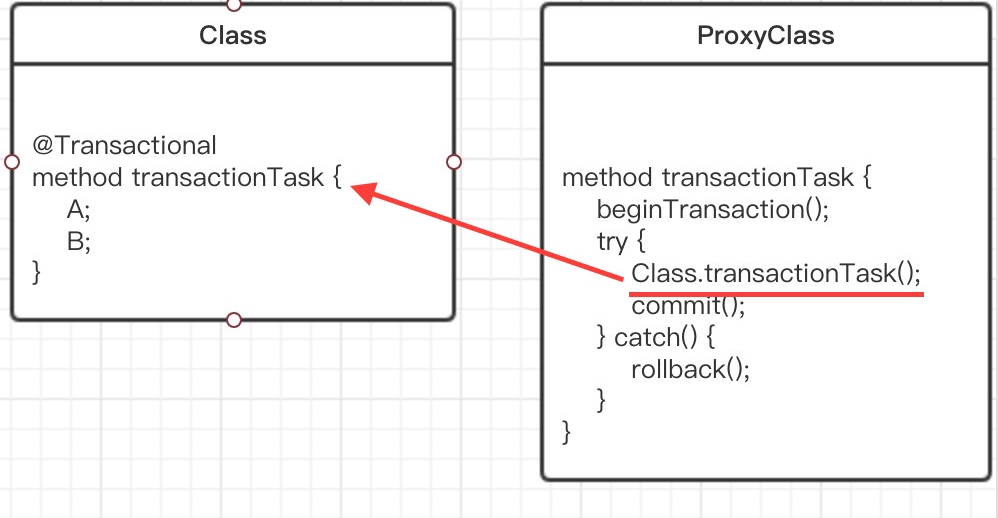 Class
@Transactional
method transactionTask {
A;
B;
}
ProxyClass
method transactionTask {
beginTransaction();
try {
Class.transactionTask();
commit();
} catch() {
rollback();
}
}